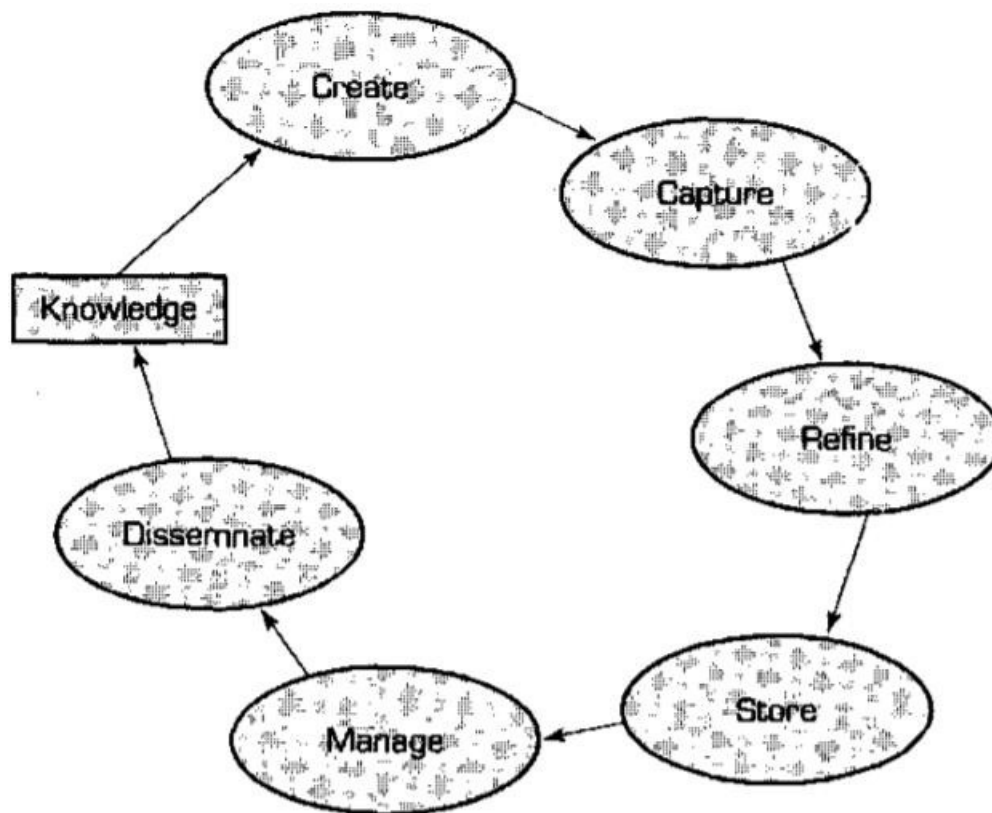 Create
Capture
Knowledge
Refine
Dissemnate
Store
Manage